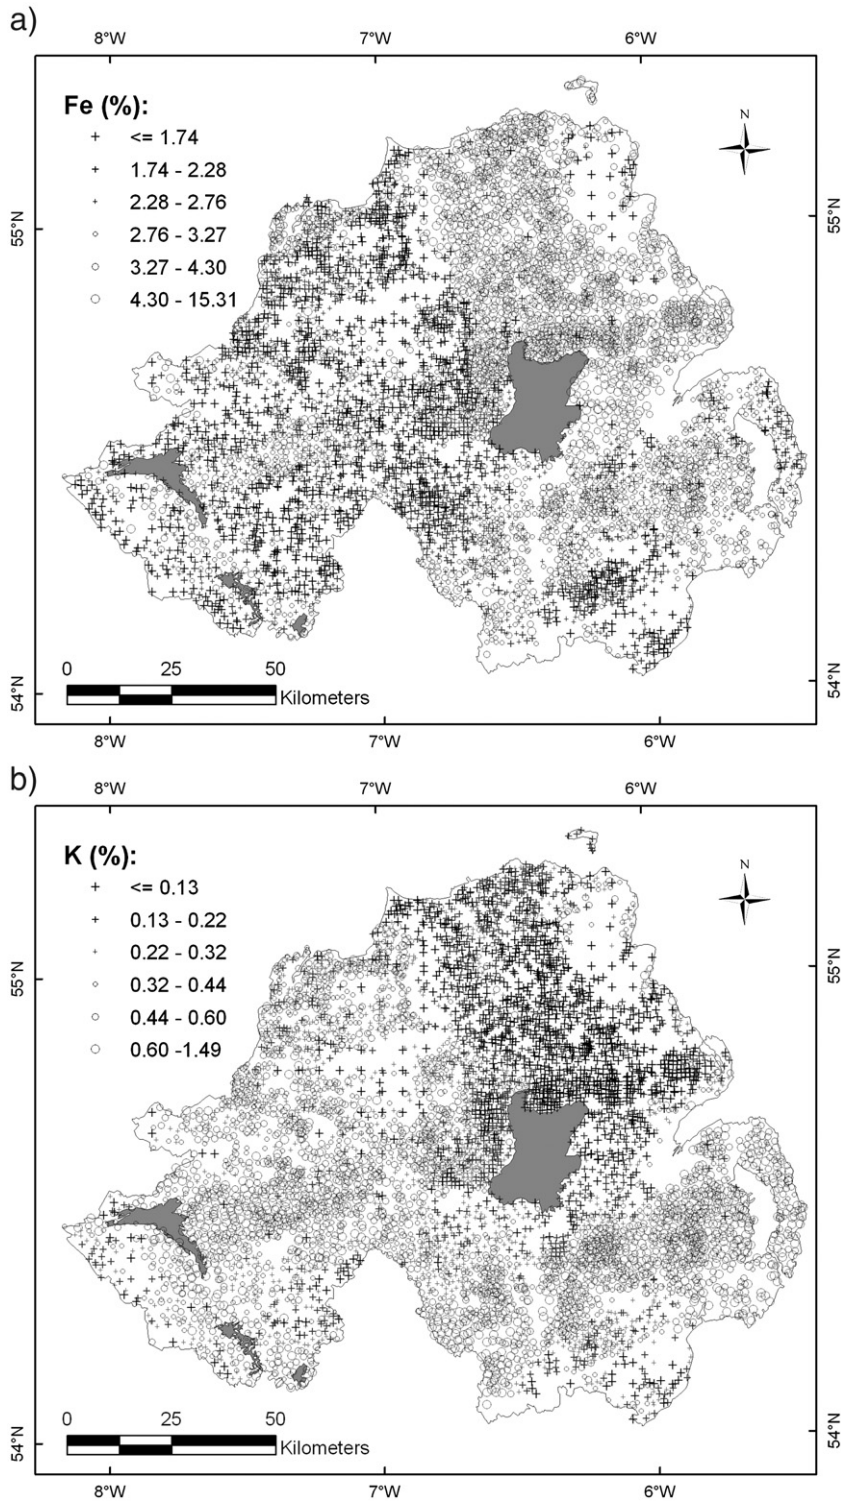 a)
8°W 7°W 6°W
Fe (%):
N
<= 1.74
1.74 - 2.28
2.28 - 2.76
2.76 - 3.27
3.27 - 4.30
4.30 - 15.31
55°N 55°N
0 25 50
Kilometers
54°N 54°N
8°W 7°W 6°W
b)
8°W 7°W 6°W
K (%):
N
<= 0.13
0.13 - 0.22
0.22 - 0.32
0.32 - 0.44
0.44 - 0.60
0.60 -1.49
55°N 55°N
0 25 50
Kilometers
54°N 54°N
8°W 7°W 6°W